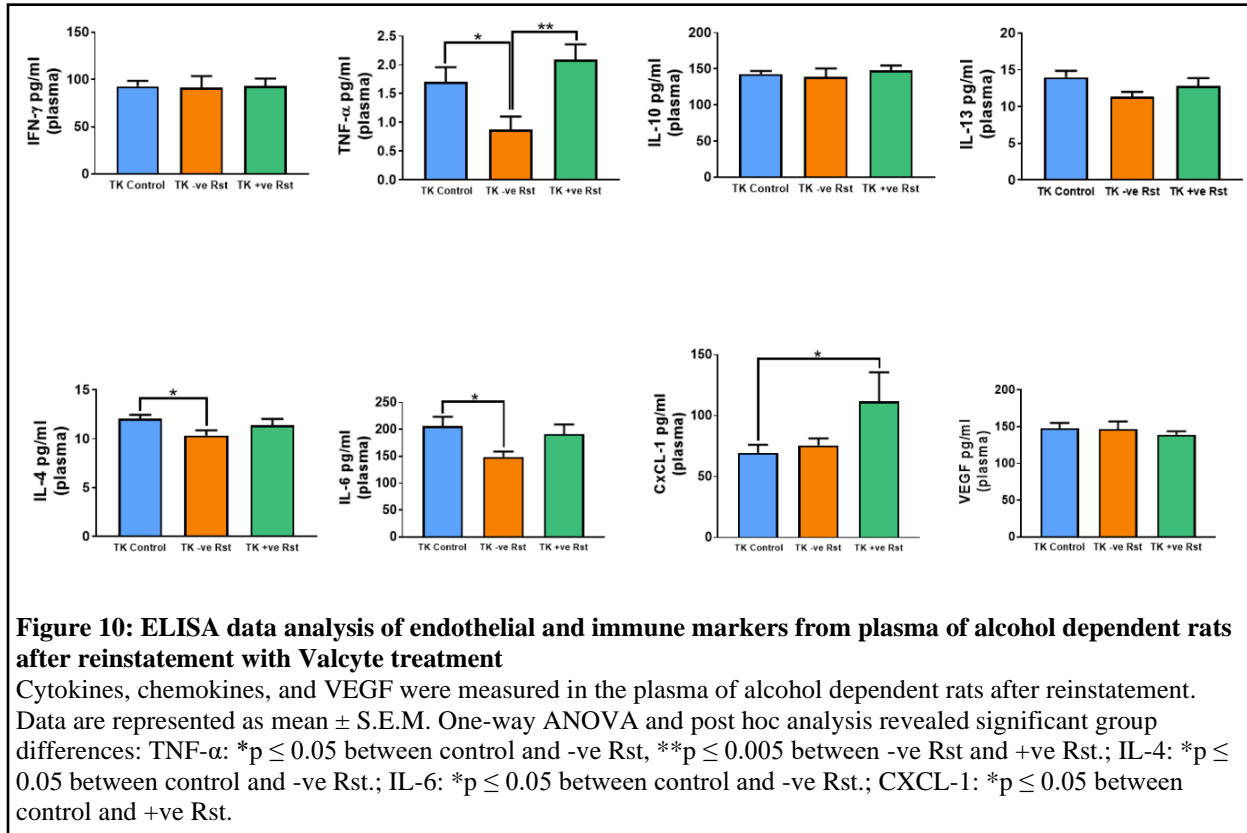 IFN-γ pg/ml
(plasma)
150
100
50
0
TK Control TK -ve Rst TK +ve Rst
TNF-α pg/ml
(plasma)
2.5
2.0
1.5
1.0
0.5
0.0
* **
TK Control TK -ve Rst TK +ve Rst
IL-10 pg/ml
(plasma)
200
150
100
50
0
TK Control TK -ve Rst TK +ve Rst
IL-13 pg/ml
(plasma)
20
15
10
5
0
TK Control TK -ve Rst TK +ve Rst
IL-4 pg/ml
(plasma)
15
10
5
0
*
TK Control TK -ve Rst TK +ve Rst
IL-6 pg/ml
(plasma)
250
200
150
100
50
0
*
TK Control TK -ve Rst TK +ve Rst
CxCL-1 pg/ml
(plasma)
150
100
50
0
*
TK Control TK -ve Rst TK +ve Rst
VEGF pg/ml
(plasma)
200
150
100
50
0
TK Control TK -ve Rst TK +ve Rst
Figure 10: ELISA data analysis of endothelial and immune markers from plasma of alcohol dependent rats
after reinstatement with Valcyte treatment
Cytokines, chemokines, and VEGF were measured in the plasma of alcohol dependent rats after reinstatement.
Data are represented as mean ± S.E.M. One-way ANOVA and post hoc analysis revealed significant group
differences: TNF-α: *p ≤ 0.05 between control and -ve Rst, **p ≤ 0.005 between -ve Rst and +ve Rst.; IL-4: *p ≤
0.05 between control and -ve Rst.; IL-6: *p ≤ 0.05 between control and -ve Rst.; CXCL-1: *p ≤ 0.05 between
control and +ve Rst.